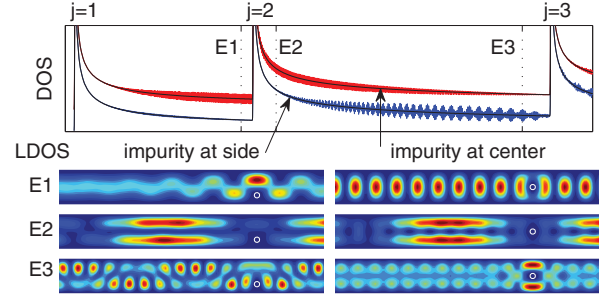 j=1 j=2 j=3
E1 E2 E3
DOS
LDOS impurity at side impurity at center
E1
E2
E3